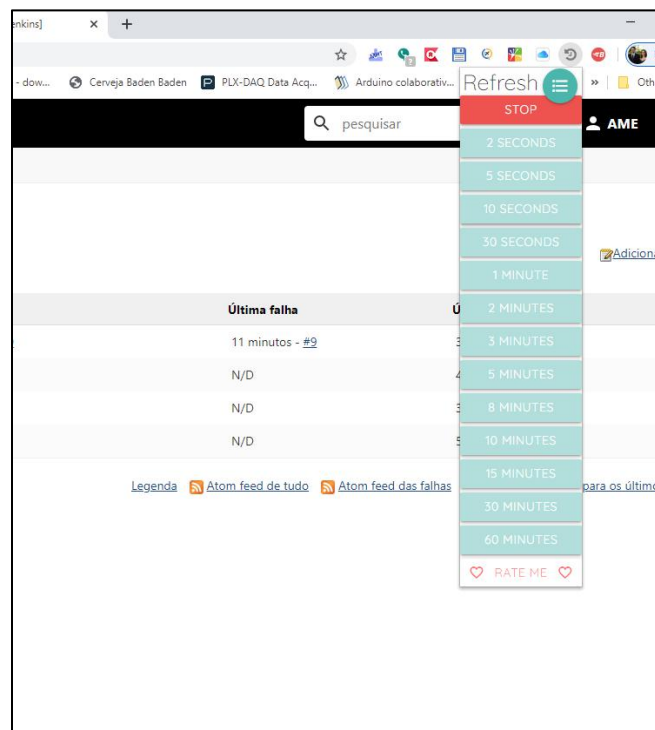 enkins]
- dow... Cerveja Baden Baden PLX-DAQ Data Acq... Arduino colaborativ... » Oth
Refresh
STOP
pesquisar AME
2 SECONDS
5 SECONDS
10 SECONDS
30 SECONDS
Adiciona
1 MINUTE
Última falha Ú
2 MINUTES
11 minutos - #9
3 MINUTES
N/D
5 MINUTES
N/D
8 MINUTES
N/D
10 MINUTES
15 MINUTES
Legenda Atom feed de tudo Atom feed das falhas para os último
30 MINUTES
60 MINUTES
RATE ME